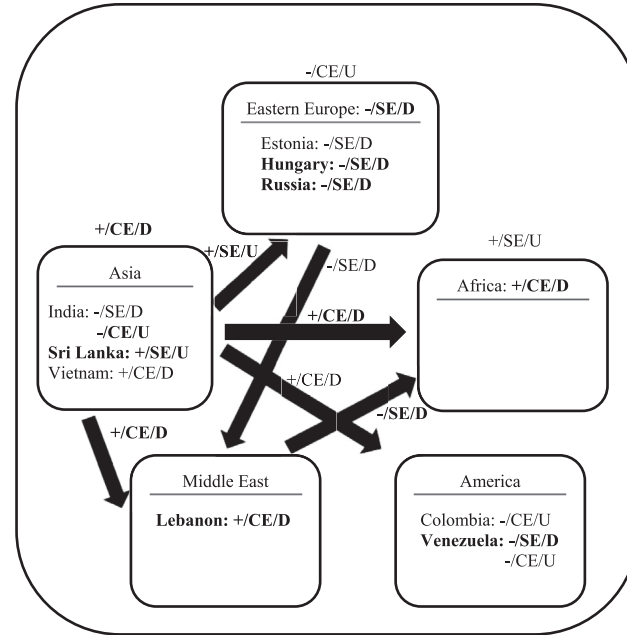 -/CE/U
Eastern Europe: -/SE/D
Estonia: -/SE/D
Hungary: -/SE/D
Russia: -/SE/D
+/CE/D
+/SE/U
-/SE/D
+/SE/U
Asia
India: -/SE/D
-/CE/U
Sri Lanka: +/SE/U
Vietnam: +/CE/D
+/CE/D
Africa: +/CE/D
+/CE/D
-/SE/D
+/CE/D
Middle East
Lebanon: +/CE/D
America
Colombia: -/CE/U
Venezuela: -/SE/D
-/CE/U